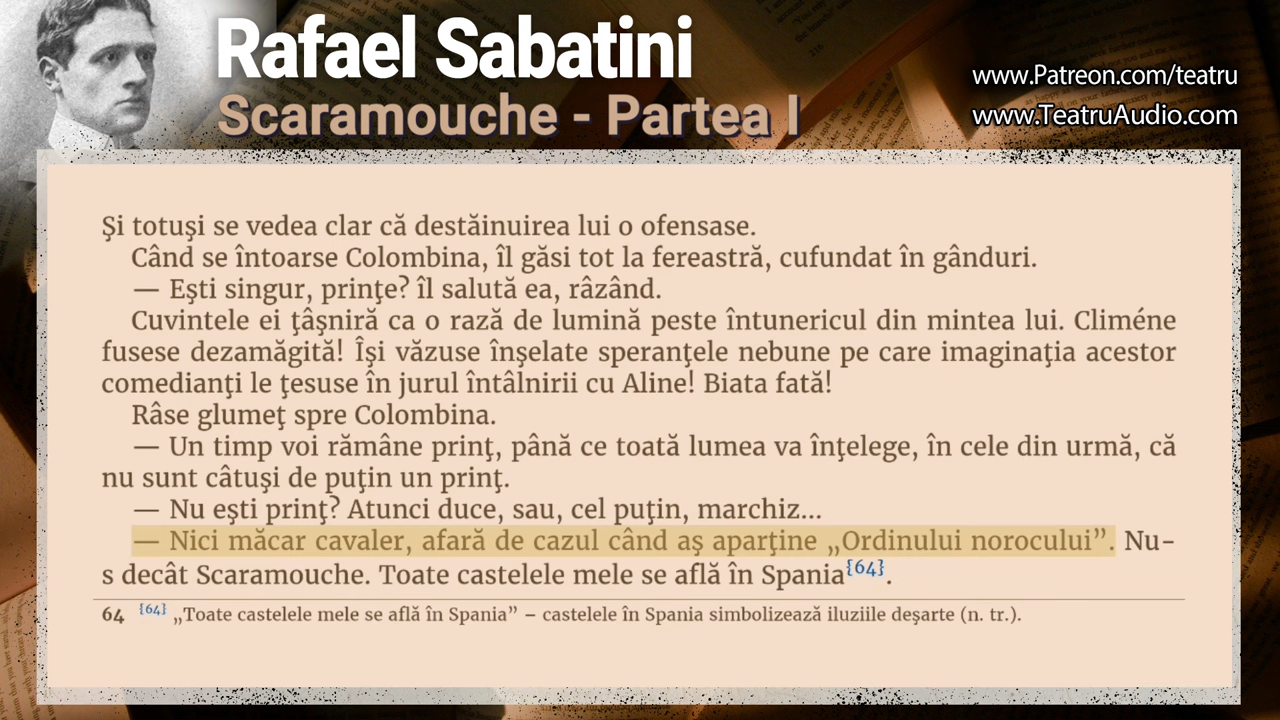 Rafael Sabatini
Scaramouche - Partea I
www.Patreon.com/teatru
www.TeatruAudio.com
Şi totuşi se vedea clar că destăinuirea lui o ofensase.
Când se întoarse Colombina, îl găsi tot la fereastră, cufundat în gânduri.
— Eşti singur, prinţe? îl salută ea, râzând.
Cuvintele ei ţâşniră ca o rază de lumină peste întunericul din mintea lui. Climéne
fusese dezamăgită! Îşi văzuse înşelate speranţele nebune pe care imaginaţia acestor
comedianţi le ţesuse în jurul întâlnirii cu Aline! Biata fată!
Râse glumeţ spre Colombina.
— Un timp voi rămâne prinţ, până ce toată lumea va înţelege, în cele din urmă, că
nu sunt câtuşi de puţin un prinţ.
— Nu eşti prinţ? Atunci duce, sau, cel puţin, marchiz...
— Nici măcar cavaler, afară de cazul când aş aparţine „Ordinului norocului”. Nu-
s decât Scaramouche. Toate castelele mele se află în Spania{64}.
64 {64} „Toate castelele mele se află în Spania” – castelele în Spania simbolizează iluziile deşarte (n. tr.).